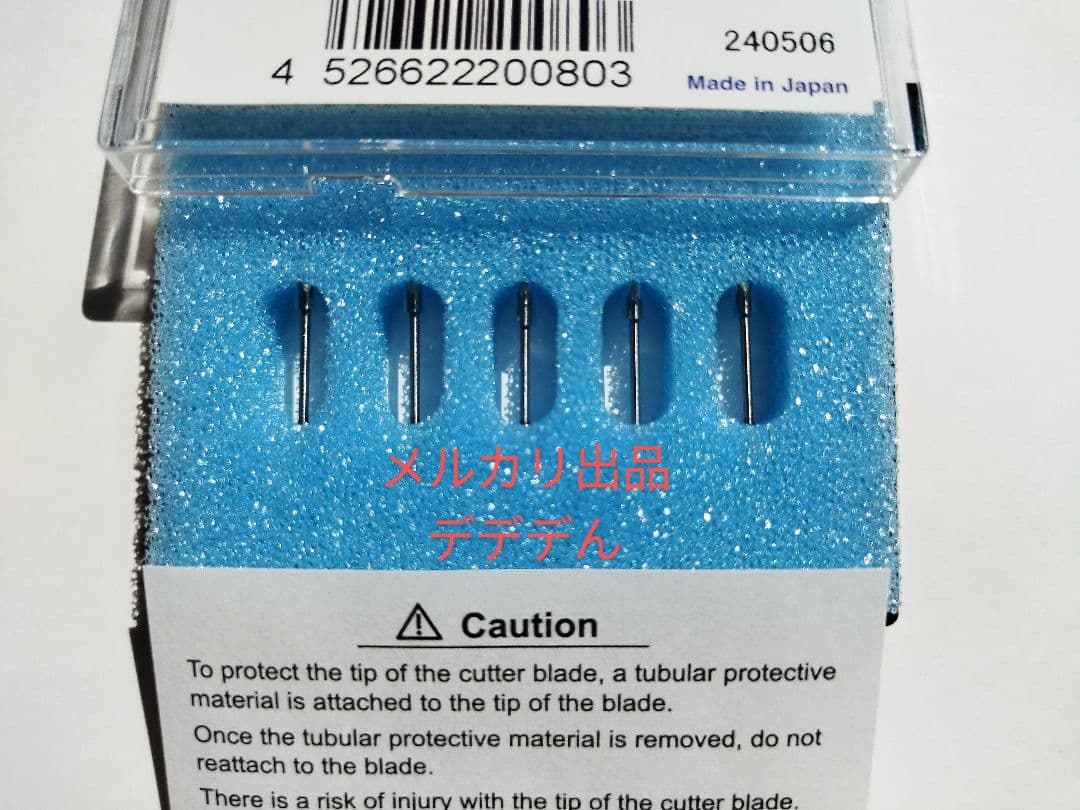 240506
4 526622200803
Made in Japan
メルカリ出品
デデデん
Caution
To protect the tip of the cutter blade, a tubular protective
material is attached to the tip of the blade.
Once the tubular protective material is removed, do not
reattach to the blade.
There is a risk of injury with the tip of the cutter blade.